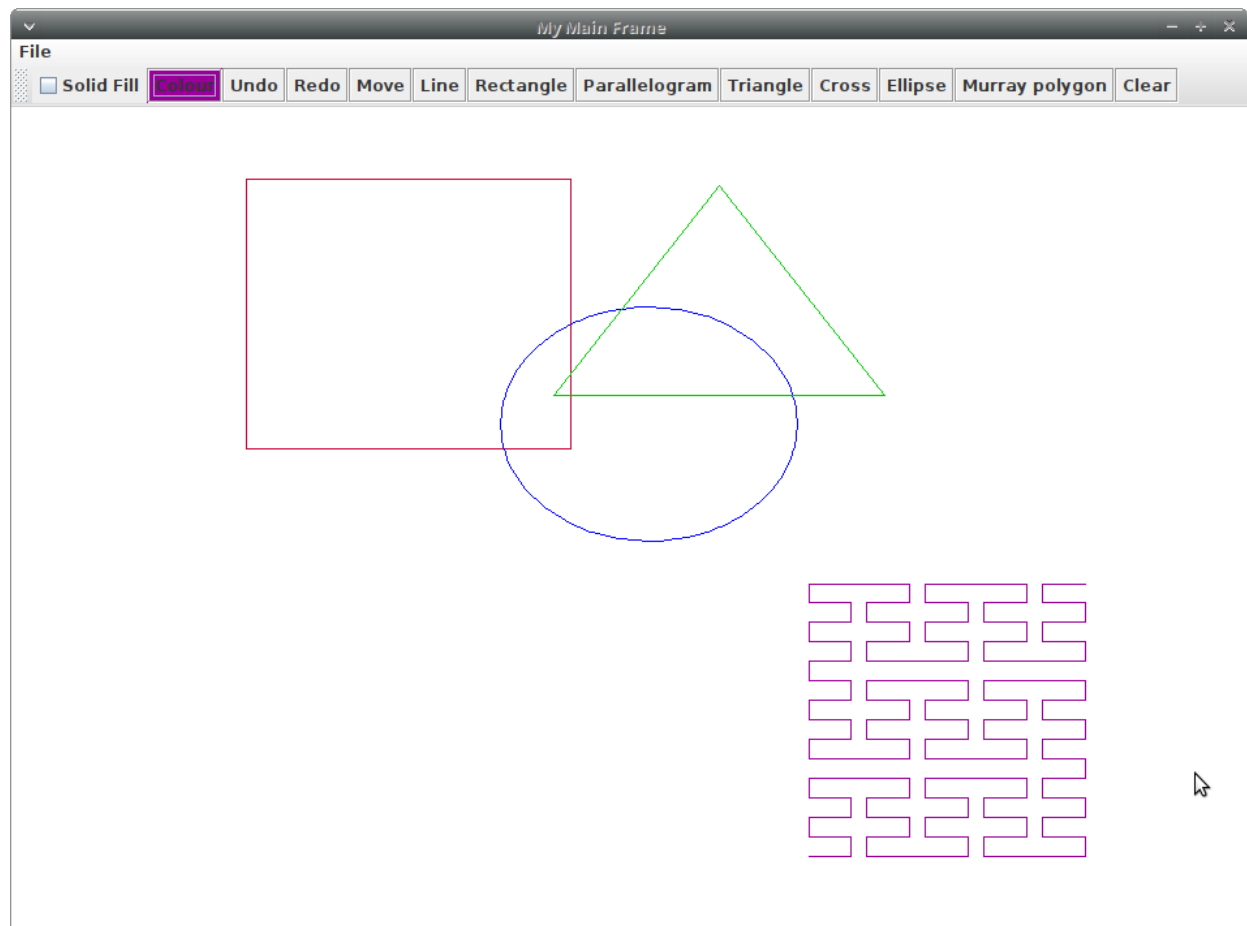 My Main Frame
File
Solid Fill Colour Undo Redo Move Line Rectangle Parallelogram Triangle Cross Ellipse Murray polygon Clear